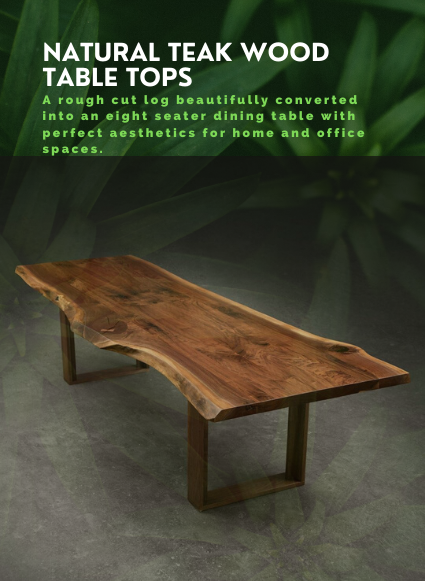 NATURAL TEAK WOOD
TABLE TOPS
A rough cut log beautifully converted
into an eight seater dining table with
perfect aesthetics for home and office
spaces.